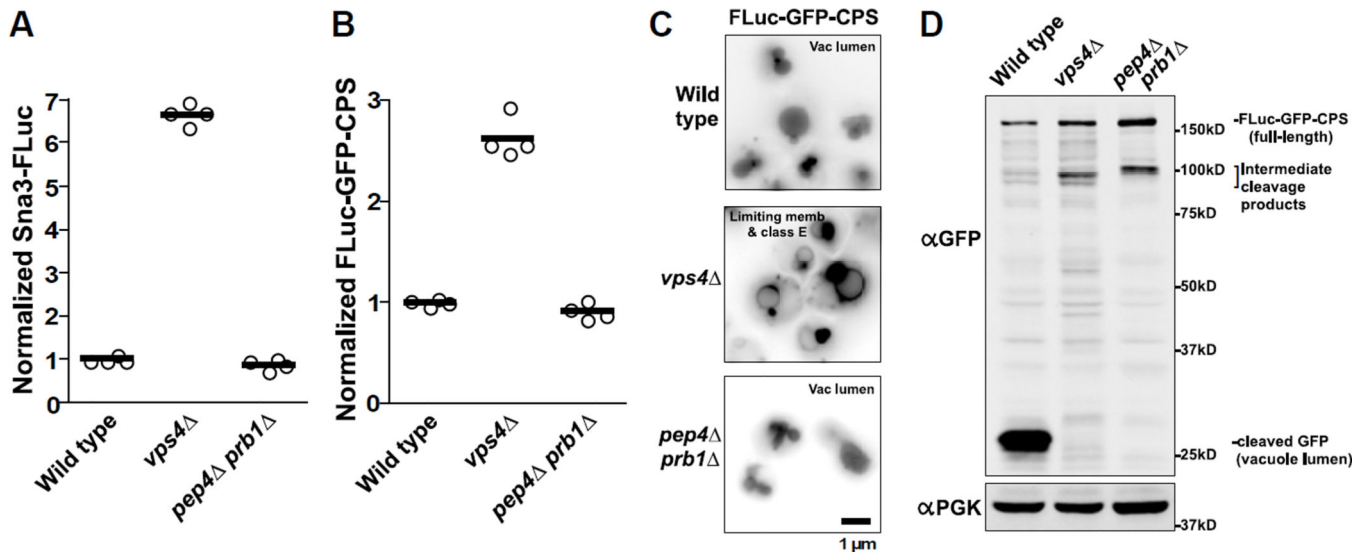 A
Normalized Sna3-FLuc
7
6
5
4
3
2
1
0
Wild type
vps4Δ
pep4Δ prb1Δ
B
Normalized FLuc-GFP-CPS
3
2
1
0
Wild type
vps4Δ
pep4Δ prb1Δ
C
FLuc-GFP-CPS
Wild
type
Vac lumen
vps4Δ
Limiting memb
& class E
pep4Δ
prb1Δ
Vac lumen
1 µm
D
Wild type
vps4Δ
pep4Δ
prb1Δ
αGFP
150kD
100kD
75kD
50kD
37kD
25kD
FLuc-GFP-CPS
(full-length)
Intermediate
cleavage
products
cleaved GFP
(vacuole lumen)
αPGK
37kD